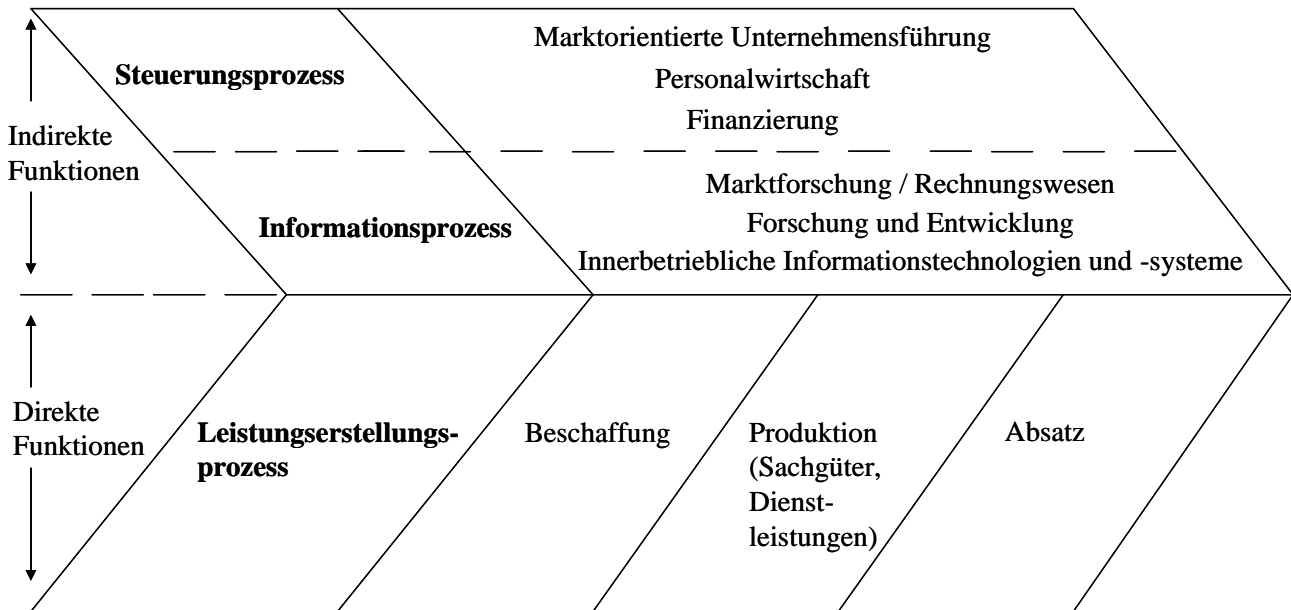 Marktorientierte Unternehmensführung
Steuerungsprozess
Personalwirtschaft
Finanzierung
Indirekte
Funktionen
Marktforschung / Rechnungswesen
Informationsprozess
Forschung und Entwicklung
Innerbetriebliche Informationstechnologien und -systeme
Direkte
Funktionen
Leistungserstellungs-
prozess
Beschaffung
Produktion
(Sachgüter,
Dienst-
leistungen)
Absatz